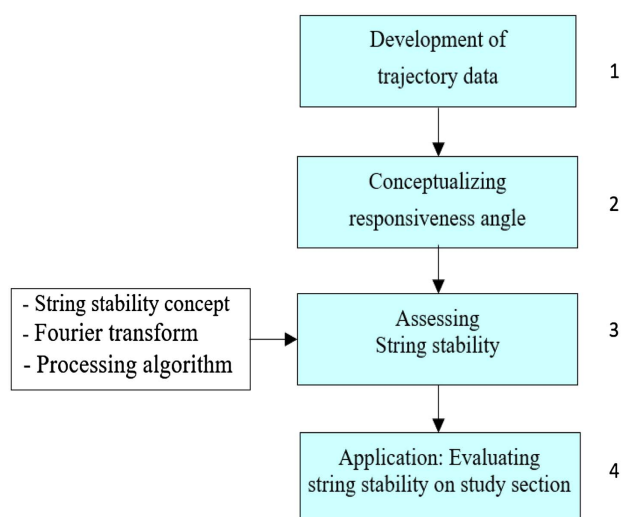 Development of
trajectory data
1
Conceptualizing
responsiveness angle
2
- String stability concept
- Fourier transform
- Processing algorithm
Assessing
String stability
3
Application: Evaluating
string stability on study section
4